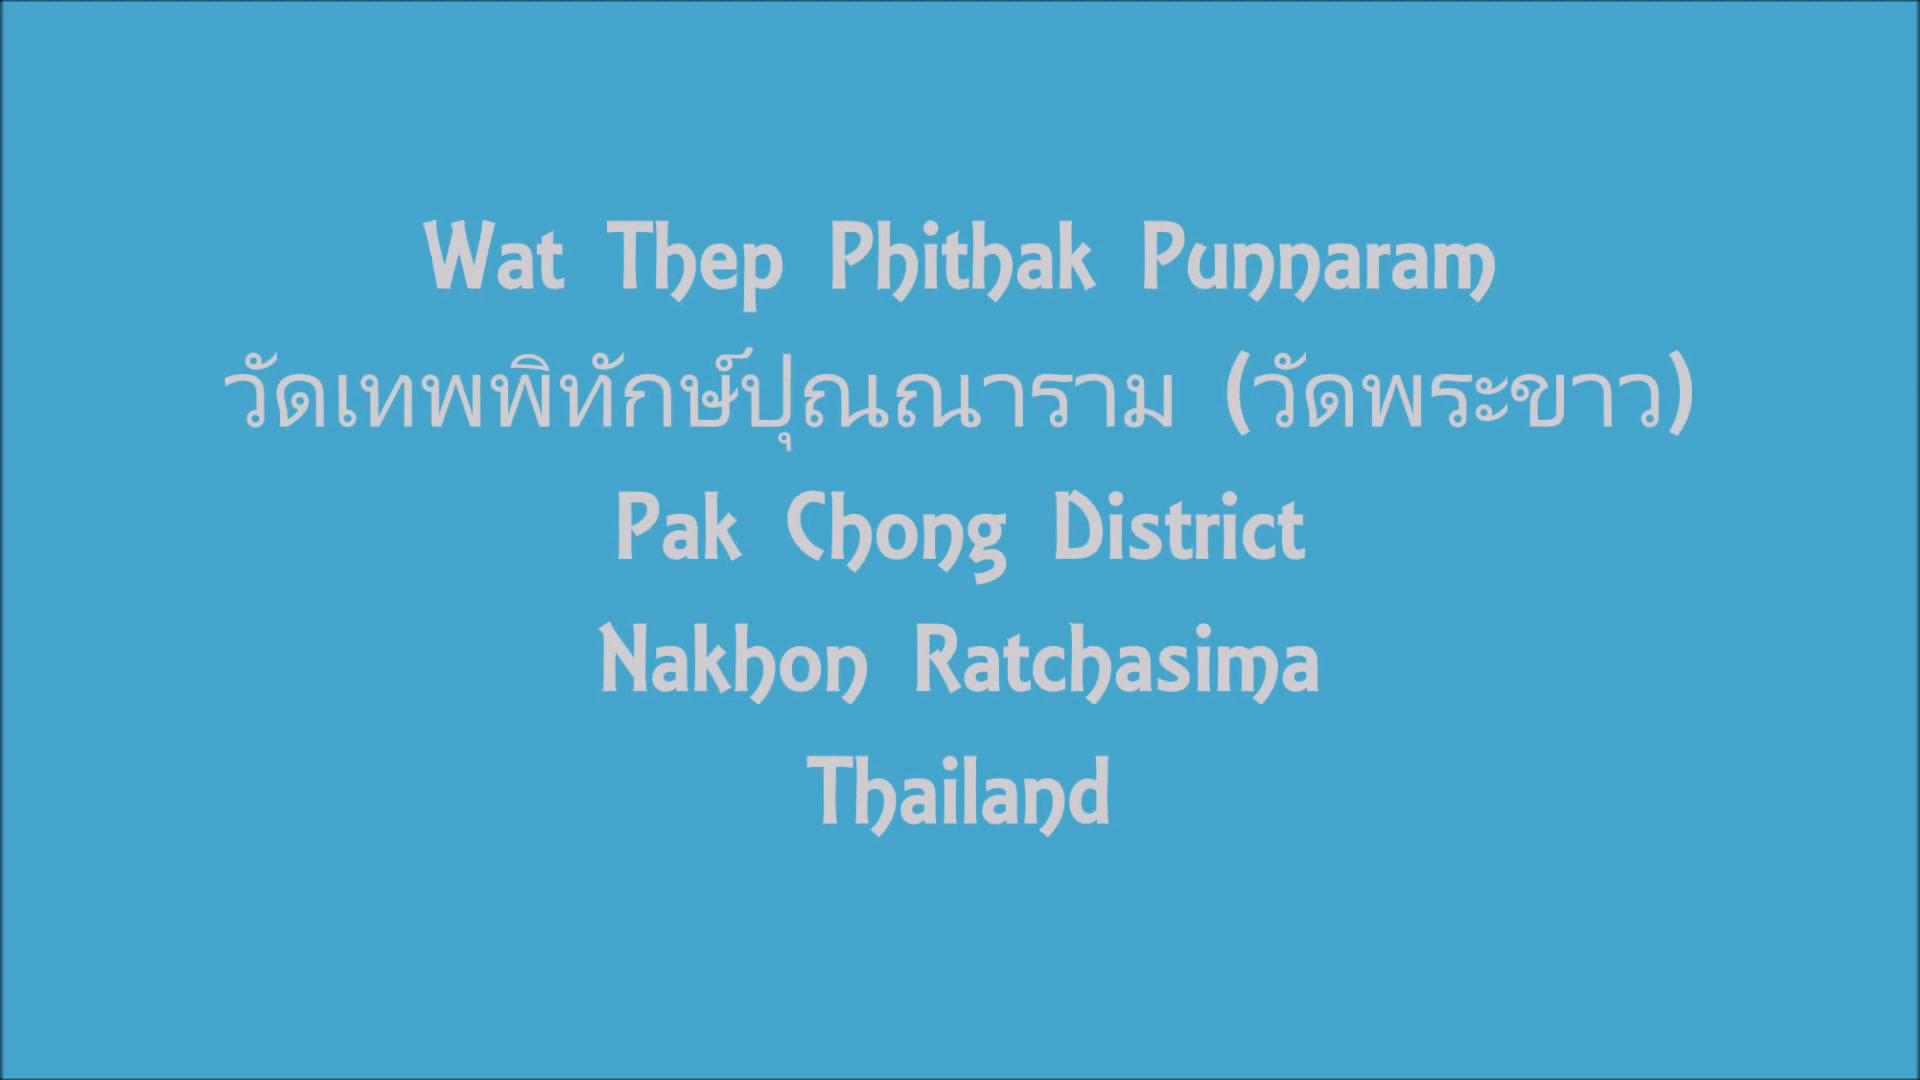 Wat Thep Phithak Punnaram
วัดเทพพิทักษ์ปุณณาราม (วัดพระขาว)
Pak Chong District
Nakhon Ratchasima
Thailand